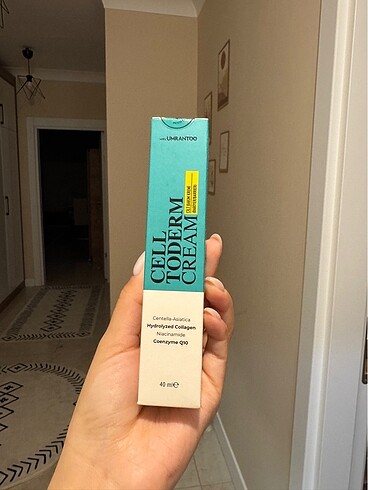 UMRANTOO
CELL
TODERM
CREAM
Centella-Asiatica
Hydrolyzed Collagen
Niacinamide
Coenzyme Q10
40 ml℮